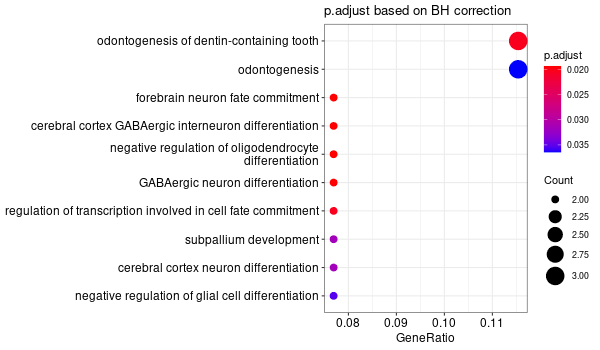 p.adjust based on BH correction
odontogenesis of dentin-containing tooth
odontogenesis
forebrain neuron fate commitment
cerebral cortex GABAergic interneuron differentiation
negative regulation of oligodendrocyte
differentiation
GABAergic neuron differentiation
regulation of transcription involved in cell fate commitment
subpallium development
cerebral cortex neuron differentiation
negative regulation of glial cell differentiation
0.08 0.09 0.10 0.11
GeneRatio
p.adjust
0.020
0.025
0.030
0.035
Count
2.00
2.25
2.50
2.75
3.00